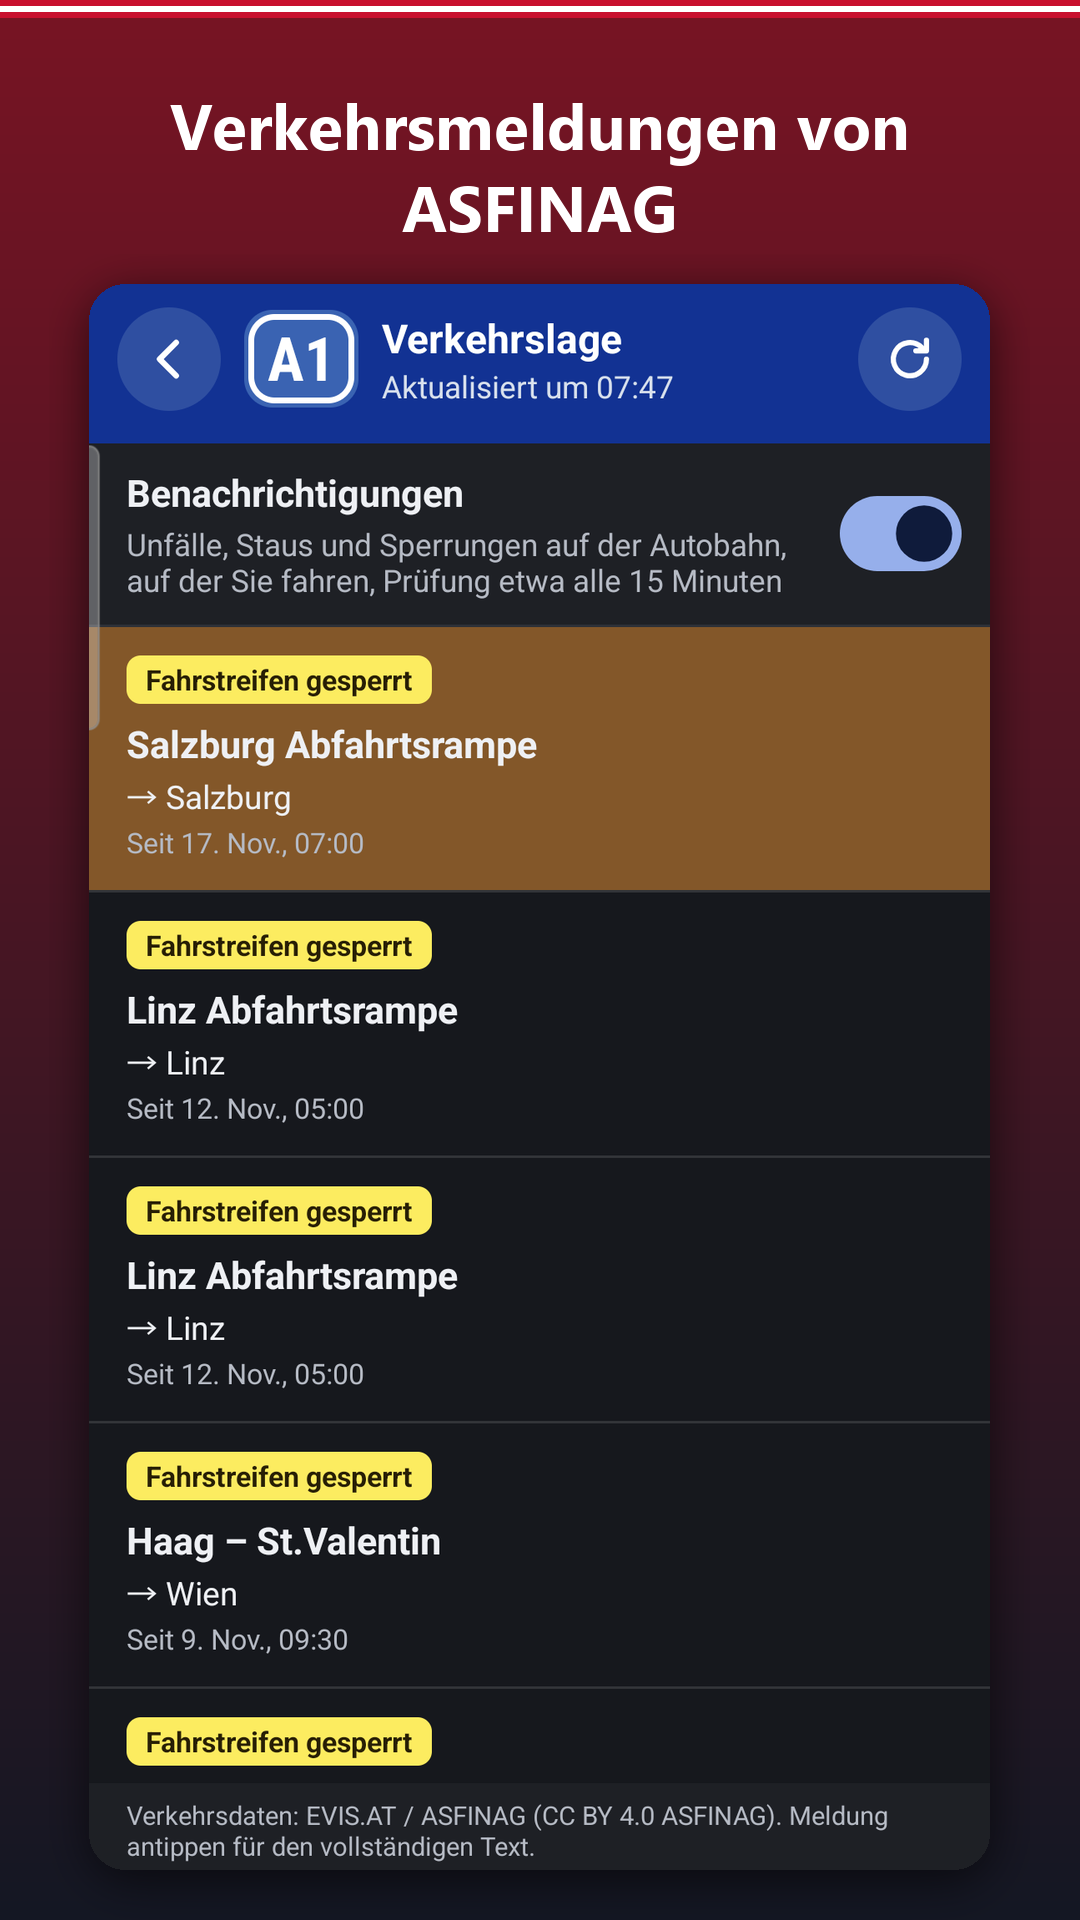 Verkehrsmeldungen von
ASFINAG
A1
Verkehrslage
Aktualisiert um 07:47
Benachrichtigungen
Unfälle, Staus und Sperrungen auf der Autobahn,
auf der Sie fahren, Prüfung etwa alle 15 Minuten
Fahrstreifen gesperrt
Salzburg Abfahrtsrampe
→ Salzburg
Seit 17. Nov., 07:00
Fahrstreifen gesperrt
Linz Abfahrtsrampe
→ Linz
Seit 12. Nov., 05:00
Fahrstreifen gesperrt
Linz Abfahrtsrampe
→ Linz
Seit 12. Nov., 05:00
Fahrstreifen gesperrt
Haag – St.Valentin
→ Wien
Seit 9. Nov., 09:30
Fahrstreifen gesperrt
Verkehrsdaten: EVIS.AT / ASFINAG (CC BY 4.0 ASFINAG). Meldung
antippen für den vollständigen Text.